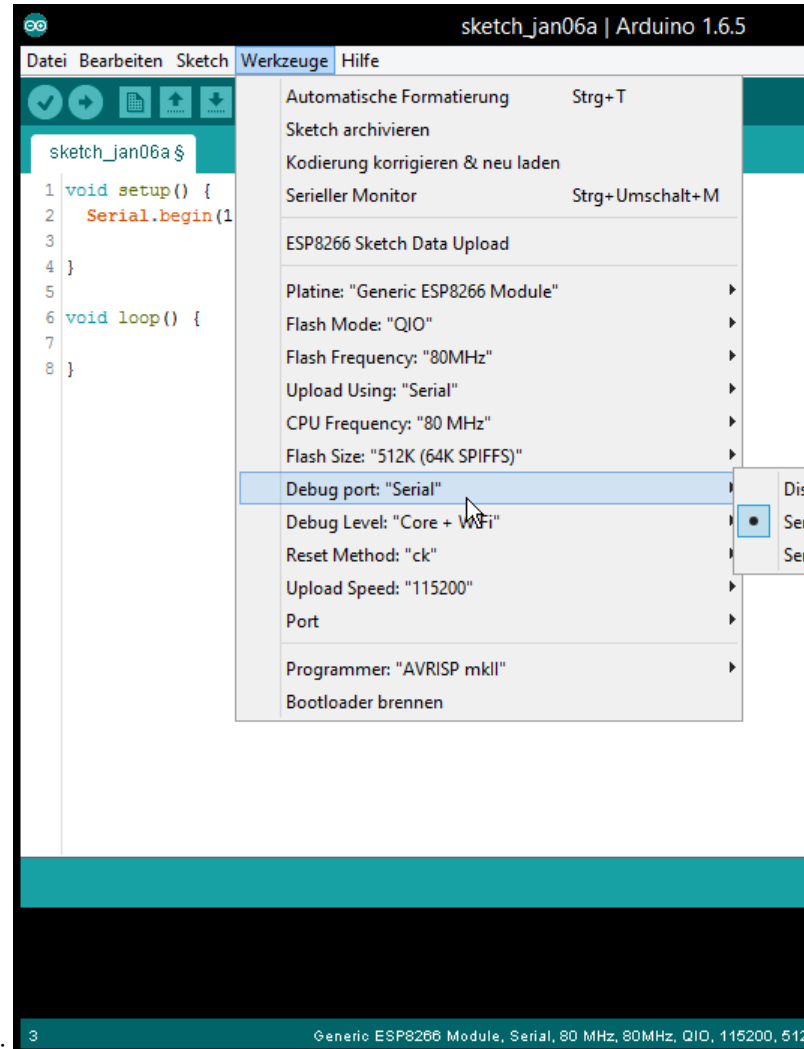 sketch_jan06a | Arduino 1.6.5
Datei Bearbeiten Sketch Werkzeuge Hilfe
sketch_jan06a §
1 void setup() {
2 Serial.begin(1
3
4 }
5
6 void loop() {
7
8 }
Automatische Formatierung Strg+T
Sketch archivieren
Kodierung korrigieren & neu laden
Serieller Monitor Strg+Umschalt+M
ESP8266 Sketch Data Upload
Platine: "Generic ESP8266 Module"
Flash Mode: "QIO"
Flash Frequency: "80MHz"
Upload Using: "Serial"
CPU Frequency: "80 MHz"
Flash Size: "512K (64K SPIFFS)"
Debug port: "Serial"
Debug Level: "Core + WiFi"
Reset Method: "ck"
Upload Speed: "115200"
Port
Programmer: "AVRISP mkII"
Bootloader brennen
Dis
Ser
Ser
. 3 Generic ESP8266 Module, Serial, 80 MHz, 80MHz, QIO, 115200, 512